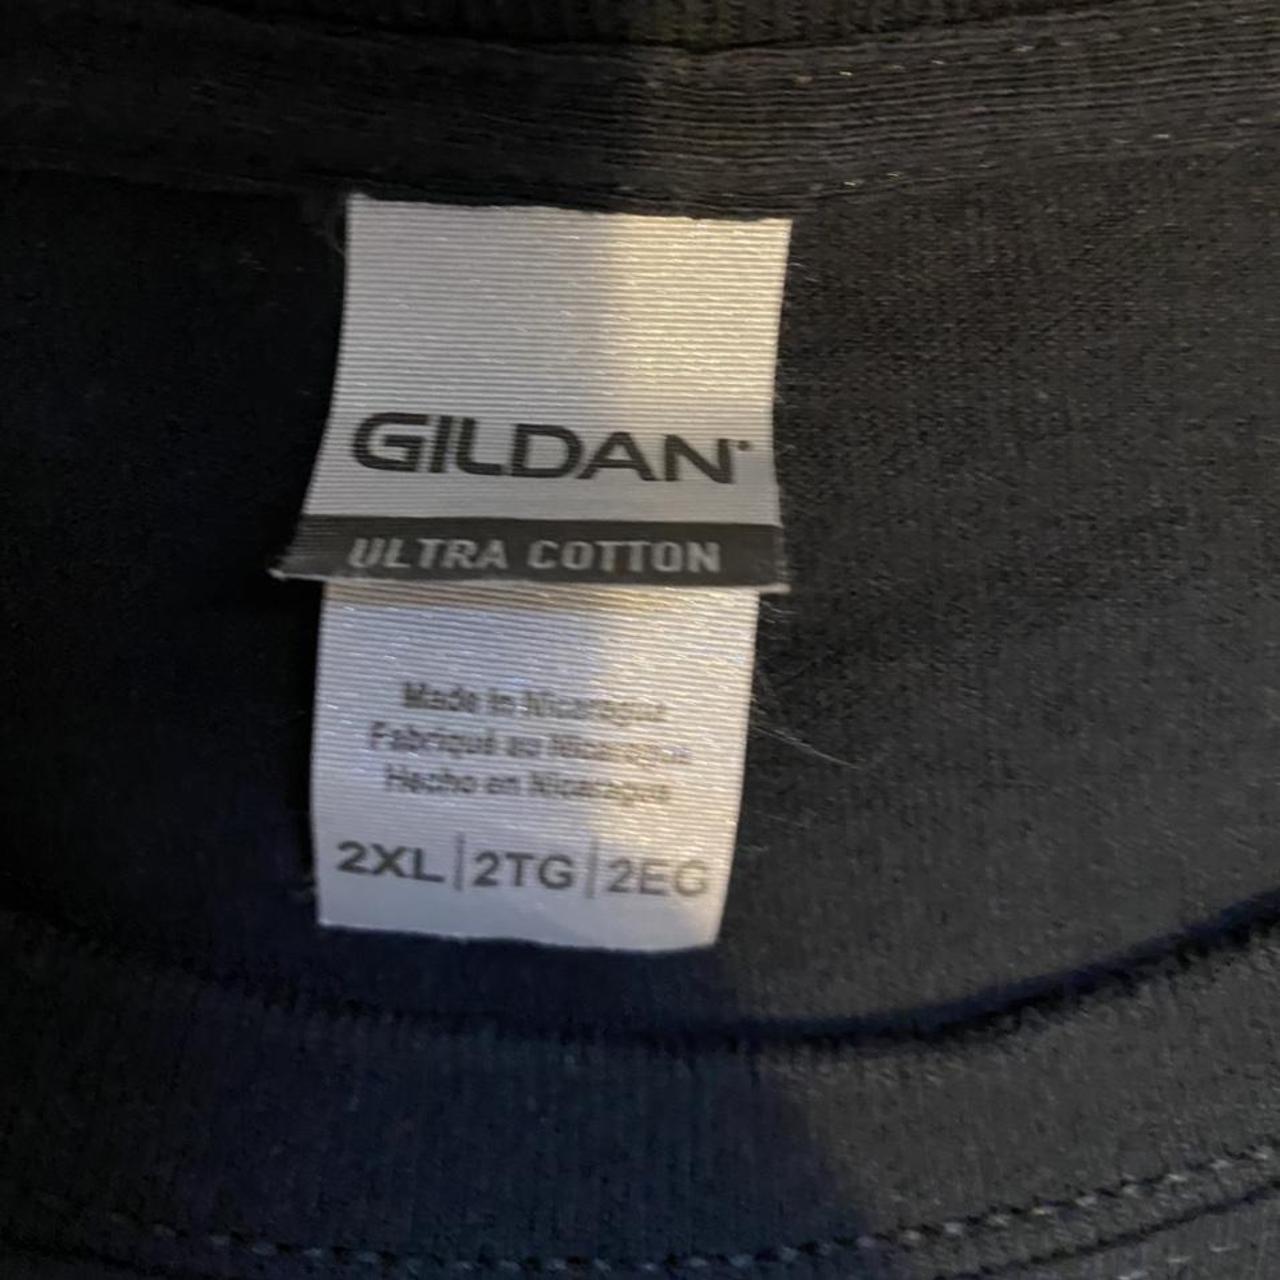 GILDAN
ULTRA COTTON
Made in Nicaragua
Fabriqué au Nicaragua
Hecho en Nicaragua
2XL|2TG|2EG